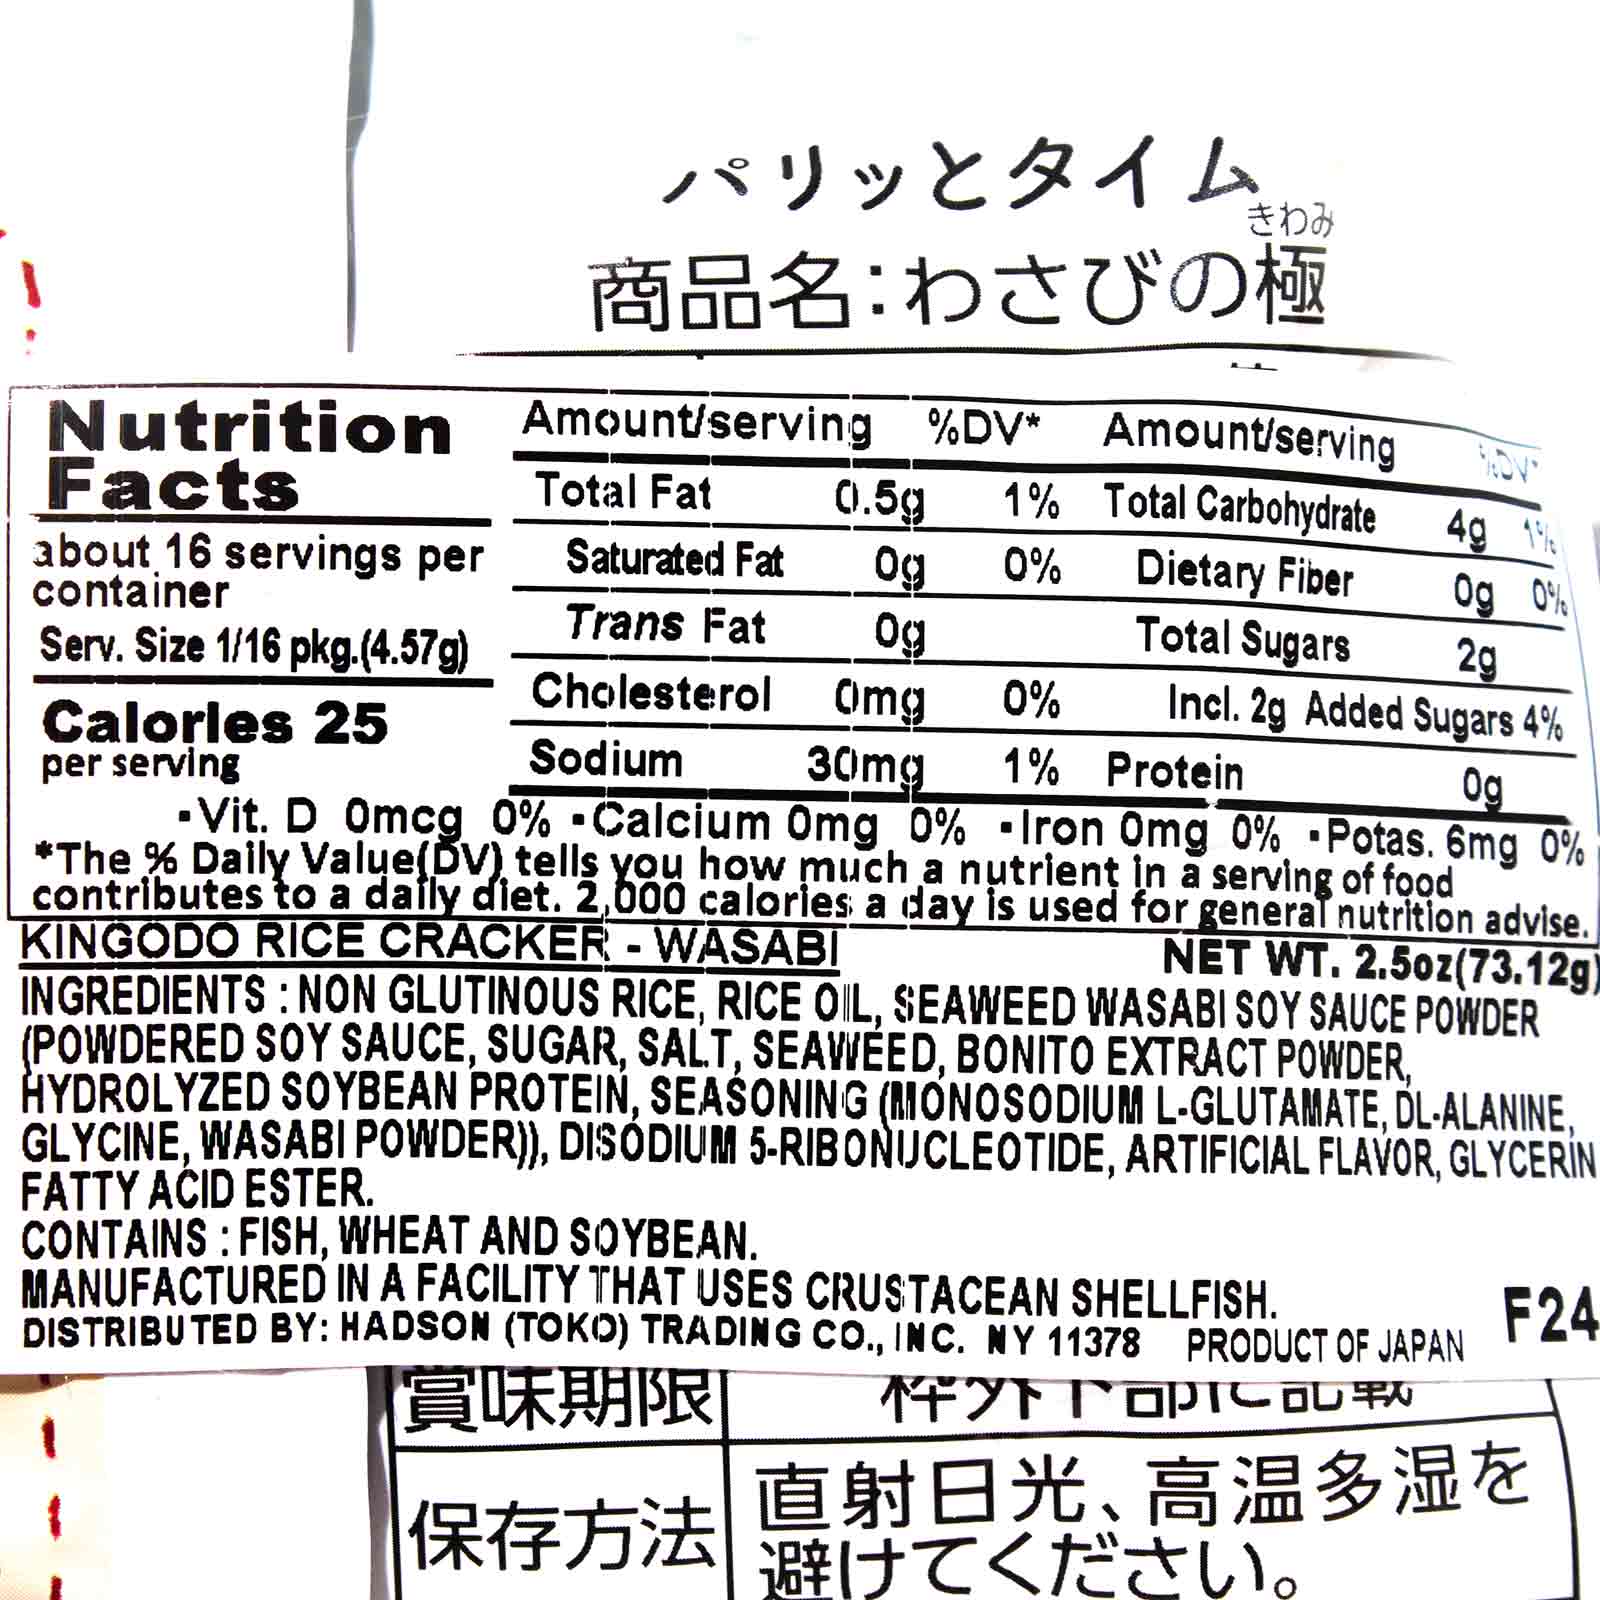 パリッとタイム
きわみ
商品名:わさびの極
Nutrition
Facts
about 16 servings per
container
Serv. Size 1/16 pkg.(4.57g)
Calories 25
per serving
Amount/serving %DV* Amount/serving %DV*
Total Fat 0.5g 1% Total Carbohydrate 4g 1%
Saturated Fat 0g 0% Dietary Fiber 0g 0%
Trans Fat 0g Total Sugars 2g
Cholesterol 0mg 0% Incl. 2g Added Sugars 4%
Sodium 30mg 1% Protein 0g
▪Vit. D 0mcg 0% ▪Calcium 0mg 0% ▪Iron 0mg 0% ▪Potas. 6mg 0%
*The % Daily Value(DV) tells you how much a nutrient in a serving of food
contributes to a daily diet. 2,000 calories a day is used for general nutrition advise.
KINGODO RICE CRACKER - WASABI NET WT. 2.5oz(73.12g)
INGREDIENTS : NON GLUTINOUS RICE, RICE OIL, SEAWEED WASABI SOY SAUCE POWDER
(POWDERED SOY SAUCE, SUGAR, SALT, SEAWEED, BONITO EXTRACT POWDER,
HYDROLYZED SOYBEAN PROTEIN, SEASONING (MONOSODIUM L-GLUTAMATE, DL-ALANINE,
GLYCINE, WASABI POWDER)), DISODIUM 5-RIBONUCLEOTIDE, ARTIFICIAL FLAVOR, GLYCERIN
FATTY ACID ESTER.
CONTAINS : FISH, WHEAT AND SOYBEAN.
MANUFACTURED IN A FACILITY THAT USES CRUSTACEAN SHELLFISH.
DISTRIBUTED BY: HADSON (TOKO) TRADING CO., INC. NY 11378 PRODUCT OF JAPAN F24
賞味期限 枠外下部に記載
保存方法 直射日光、高温多湿を
避けてください。